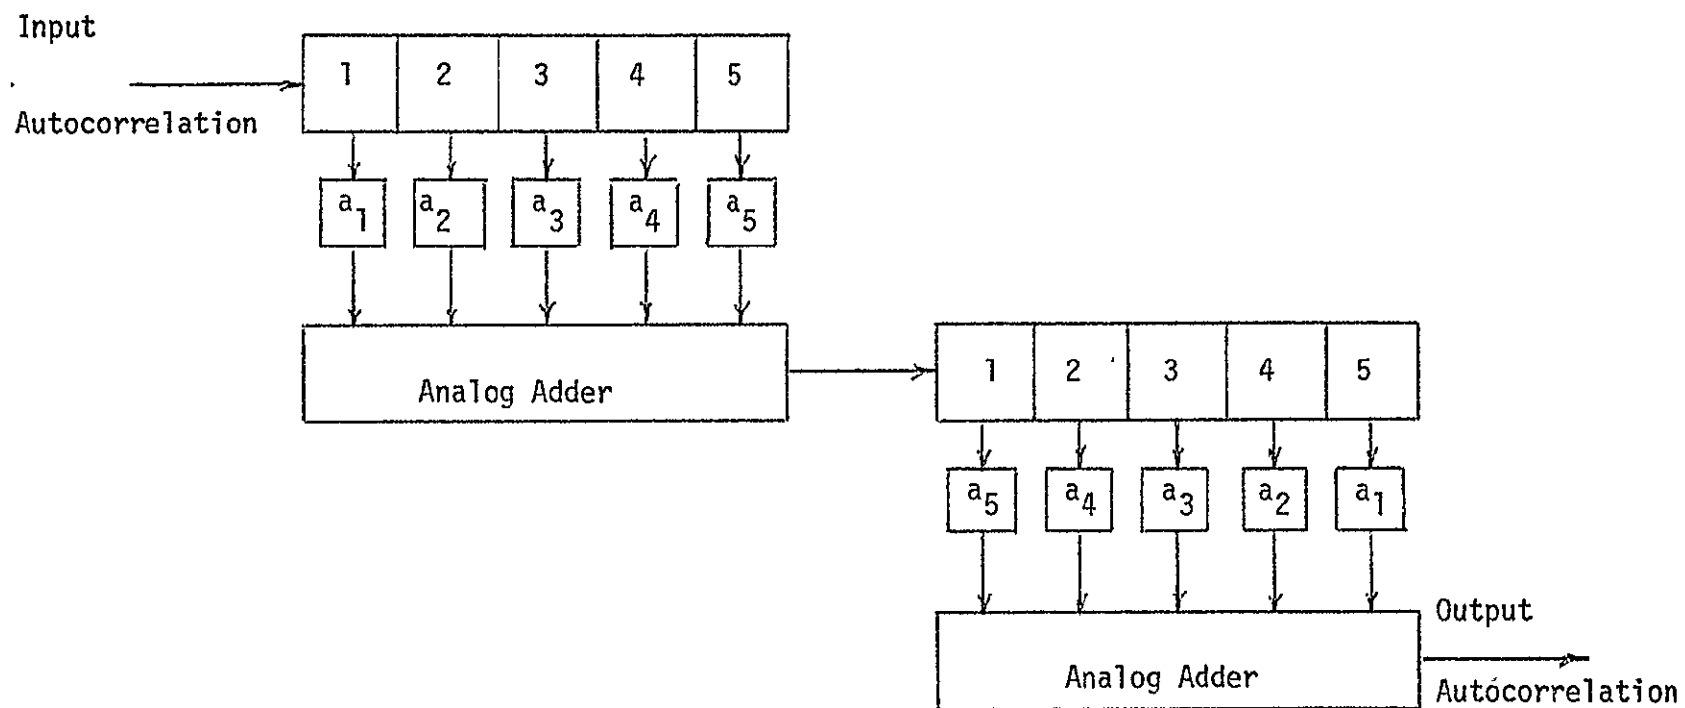 Input
Autocorrelation
1 2 3 4 5
a1 a2 a3 a4 a5
Analog Adder
1 2 3 4 5
a5 a4 a3 a2 a1
Analog Adder
Output
Autocorrelation